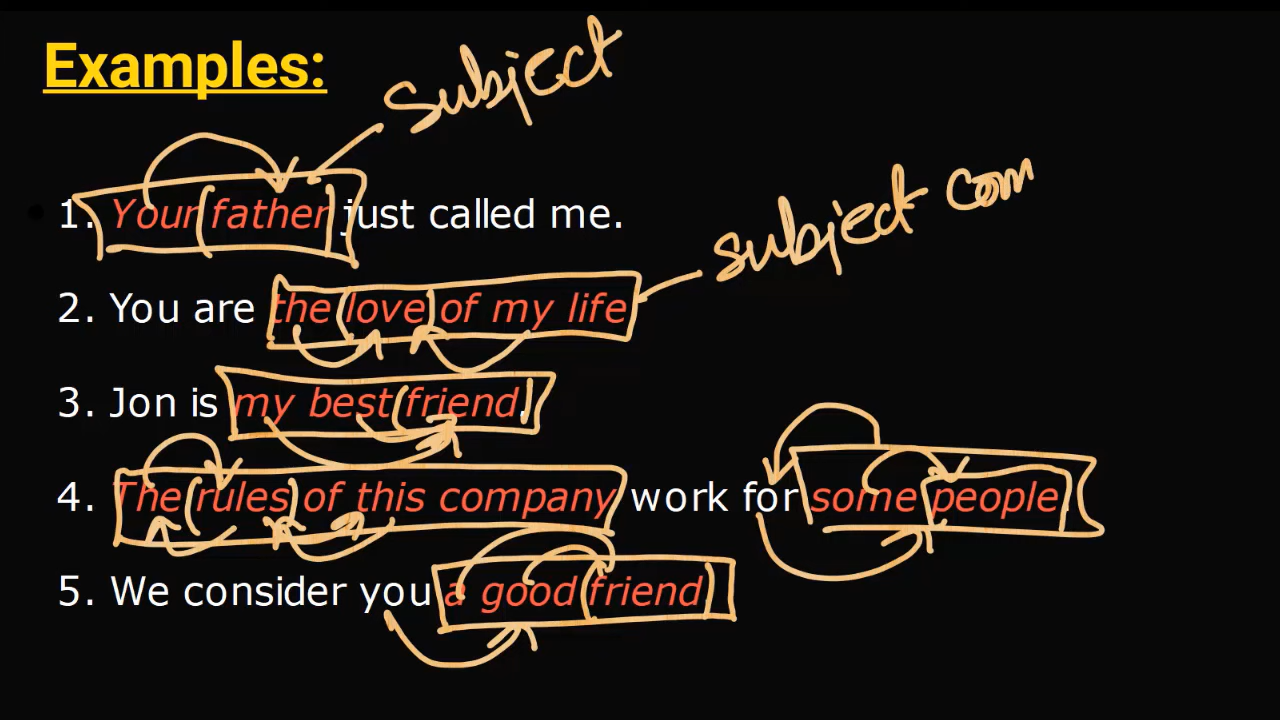 Examples:
subject
1. Your father just called me.
subject com
2. You are the love of my life
3. Jon is my best friend.
4. The rules of this company work for some people.
5. We consider you a good friend